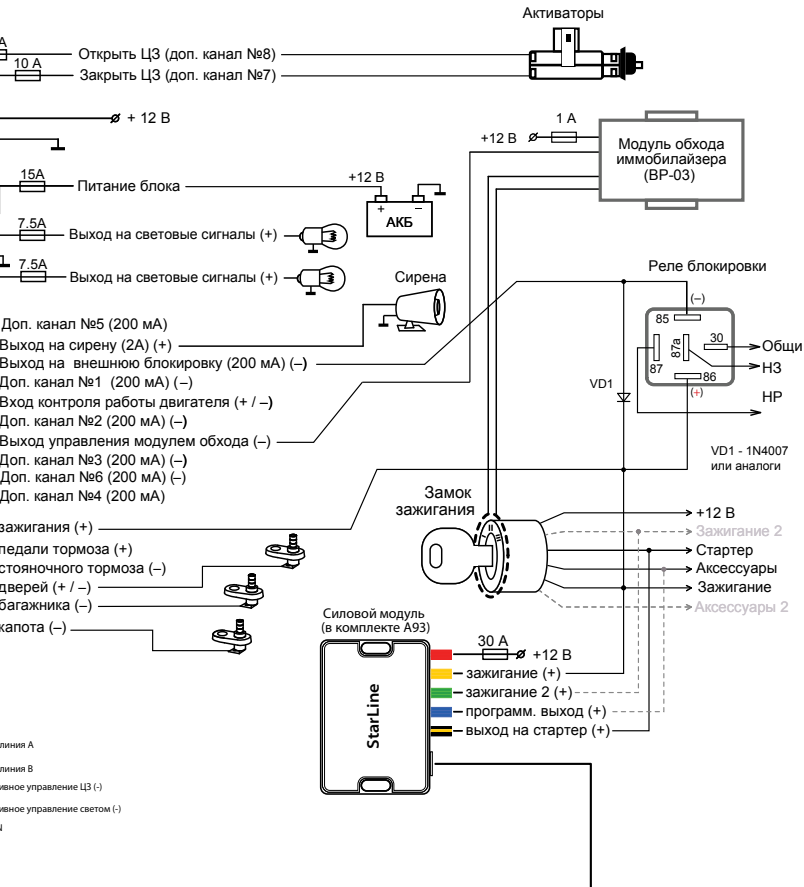 Активаторы
А
Открыть ЦЗ (доп. канал №8)
10 А
Закрыть ЦЗ (доп. канал №7)
+ 12 В
+12 В
1 А
Модуль обхода
иммобилайзера
(BP-03)
15А
Питание блока
+12 В
+ –
АКБ
7.5А
Выход на световые сигналы (+)
7.5А
Выход на световые сигналы (+)
Сирена
Реле блокировки
(–)
85
87а
30
87
86
(+)
Общи
НЗ
НР
VD1
VD1 - 1N4007
или аналоги
Доп. канал №5 (200 мА)
Выход на сирену (2А) (+)
Выход на внешнюю блокировку (200 мА) (–)
Доп. канал №1 (200 мА) (–)
Вход контроля работы двигателя (+ / –)
Доп. канал №2 (200 мА) (–)
Выход управления модулем обхода (–)
Доп. канал №3 (200 мА) (–)
Доп. канал №6 (200 мА) (–)
Доп. канал №4 (200 мА)
зажигания (+)
педали тормоза (+)
стояночного тормоза (–)
дверей (+ / –)
багажника (–)
капота (–)
Замок
зажигания
II
III
+12 В
Зажигание 2
Стартер
Аксессуары
Зажигание
Аксессуары 2
Силовой модуль
(в комплекте А93)
StarLine
30 А
+12 В
зажигание (+)
зажигание 2 (+)
программ. выход (+)
выход на стартер (+)
линия А
линия В
ивное управление ЦЗ (-)
ивное управление светом (-)